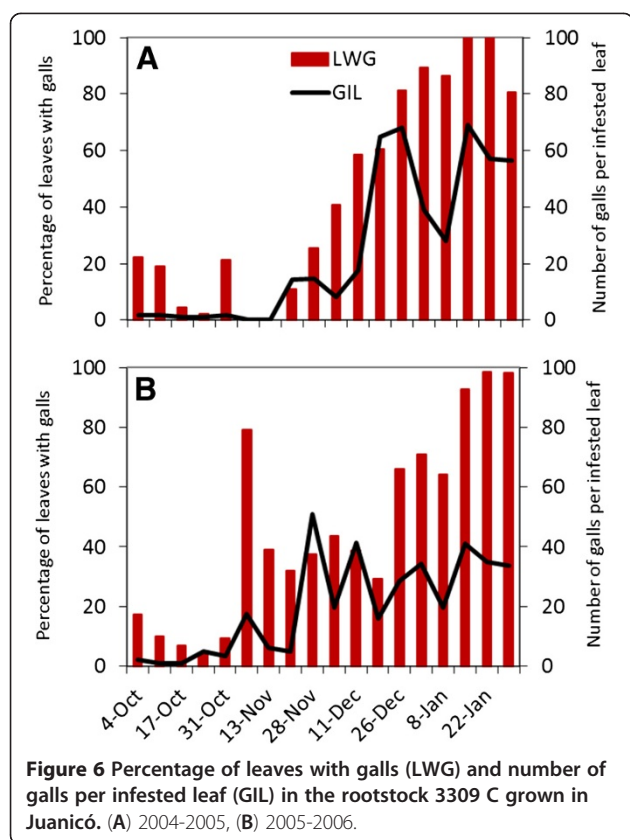 A
LWG
GIL
Percentage of leaves with galls
100
80
60
40
20
0
Number of galls per infested leaf
100
80
60
40
20
0
B
Percentage of leaves with galls
100
80
60
40
20
0
Number of galls per infested leaf
100
80
60
40
20
0
4-Oct
17-Oct
31-Oct
13-Nov
28-Nov
11-Dec
26-Dec
8-Jan
22-Jan
Figure 6 Percentage of leaves with galls (LWG) and number of
galls per infested leaf (GIL) in the rootstock 3309 C grown in
Juanicó. (A) 2004-2005, (B) 2005-2006.